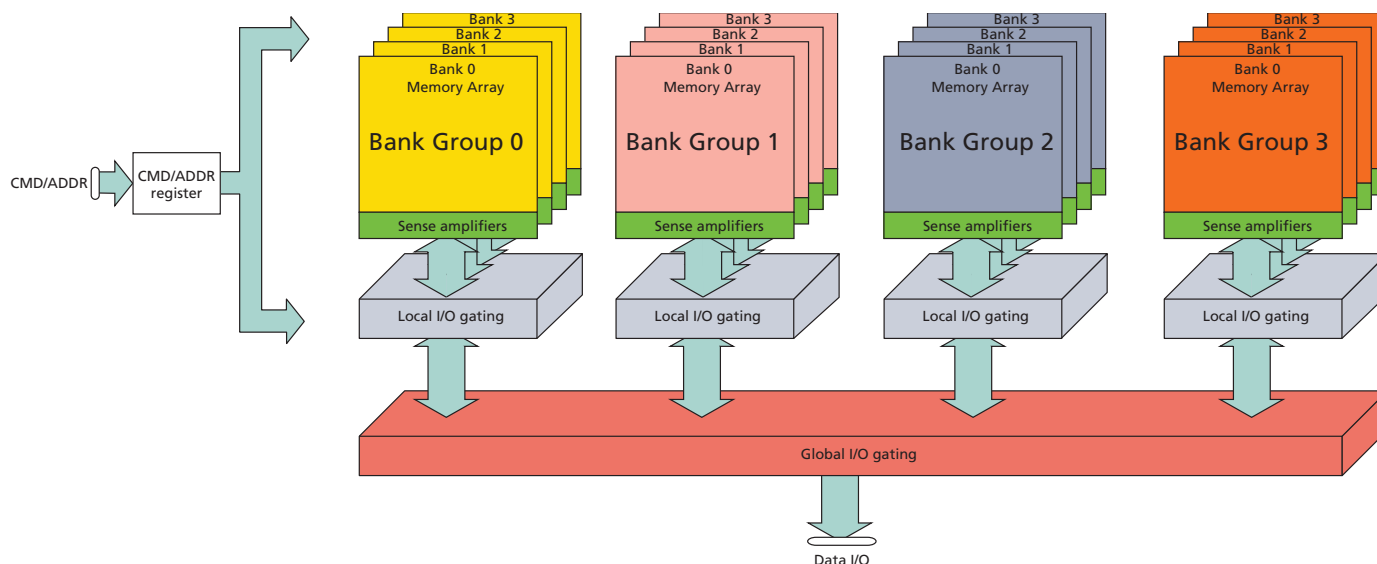 Bank 3
Bank 2
Bank 1
Bank 0
Memory Array
Bank Group 0
Sense amplifiers
Bank 3
Bank 2
Bank 1
Bank 0
Memory Array
Bank Group 1
Sense amplifiers
Bank 3
Bank 2
Bank 1
Bank 0
Memory Array
Bank Group 2
Sense amplifiers
Bank 3
Bank 2
Bank 1
Bank 0
Memory Array
Bank Group 3
Sense amplifiers
CMD/ADDR
CMD/ADDR
register
Local I/O gating
Local I/O gating
Local I/O gating
Local I/O gating
Global I/O gating
Data I/O